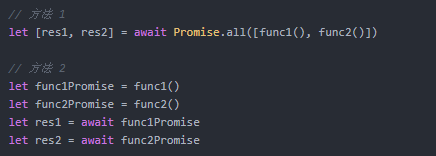 // 方法 1
let [res1, res2] = await Promise.all([func1(), func2()])
// 方法 2
let func1Promise = func1()
let func2Promise = func2()
let res1 = await func1Promise
let res2 = await func2Promise